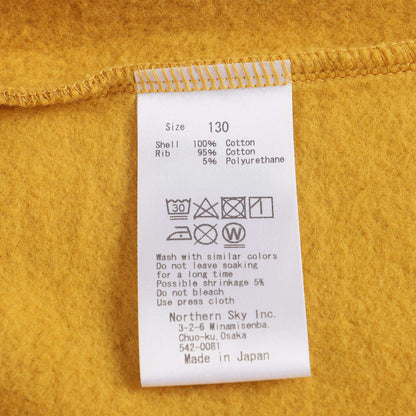 Size 130
Shell 100% Cotton
Rib 95% Cotton
5% Polyurethane
30
W
Wash with similar colors
Do not leave soaking
for a long time
Possible shrinkage 5%
Do not bleach
Use press cloth
Northern Sky Inc.
3-2-6 Minamisenba,
Chuo-ku, Osaka
542-0081
Made in Japan